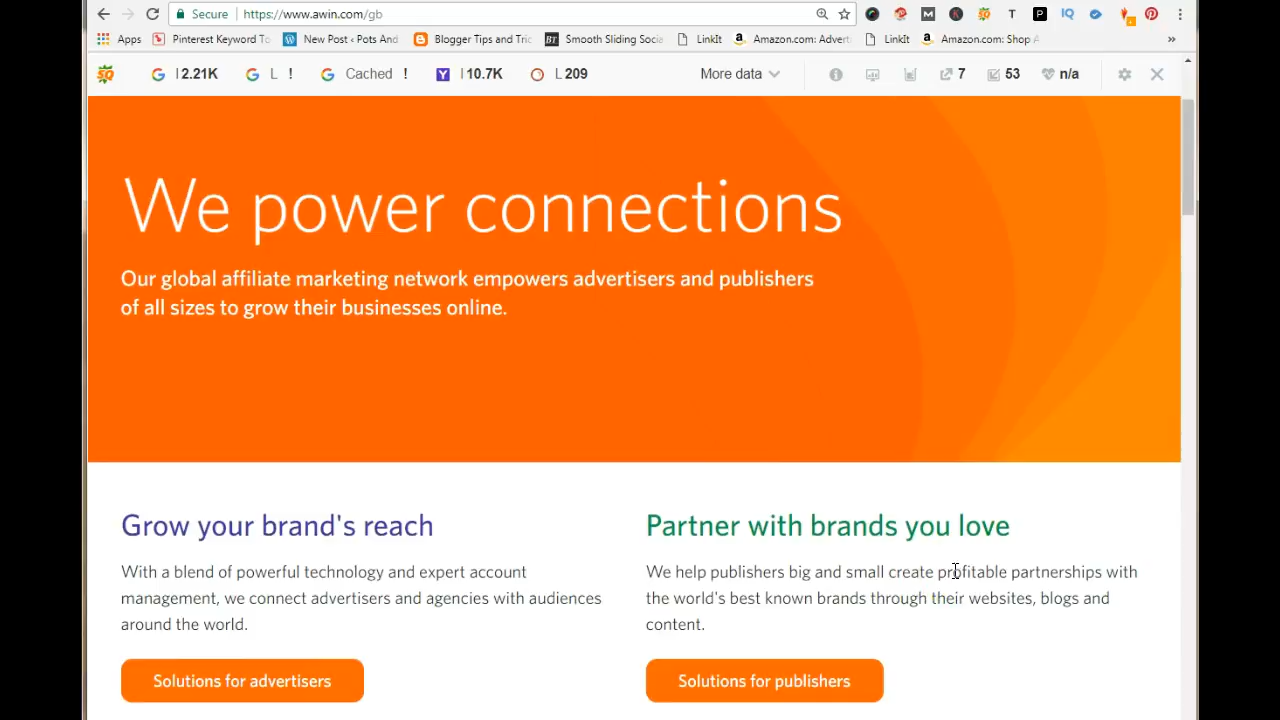 Secure
https://www.awin.com/gb
M
K
T
P
IQ
Apps
Pinterest Keyword To
New Post ‹ Pots And
Blogger Tips and Tric
BT
Smooth Sliding Socia
LinkIt
Amazon.com: Adverti
LinkIt
Amazon.com: Shop A
»
SQ
G I 2.21K
G L !
G Cached !
Y I 10.7K
L 209
More data
7
53
n/a
We power connections
Our global affiliate marketing network empowers advertisers and publishers
of all sizes to grow their businesses online.
Grow your brand's reach
With a blend of powerful technology and expert account
management, we connect advertisers and agencies with audiences
around the world.
Solutions for advertisers
Partner with brands you love
We help publishers big and small create profitable partnerships with
the world's best known brands through their websites, blogs and
content.
Solutions for publishers